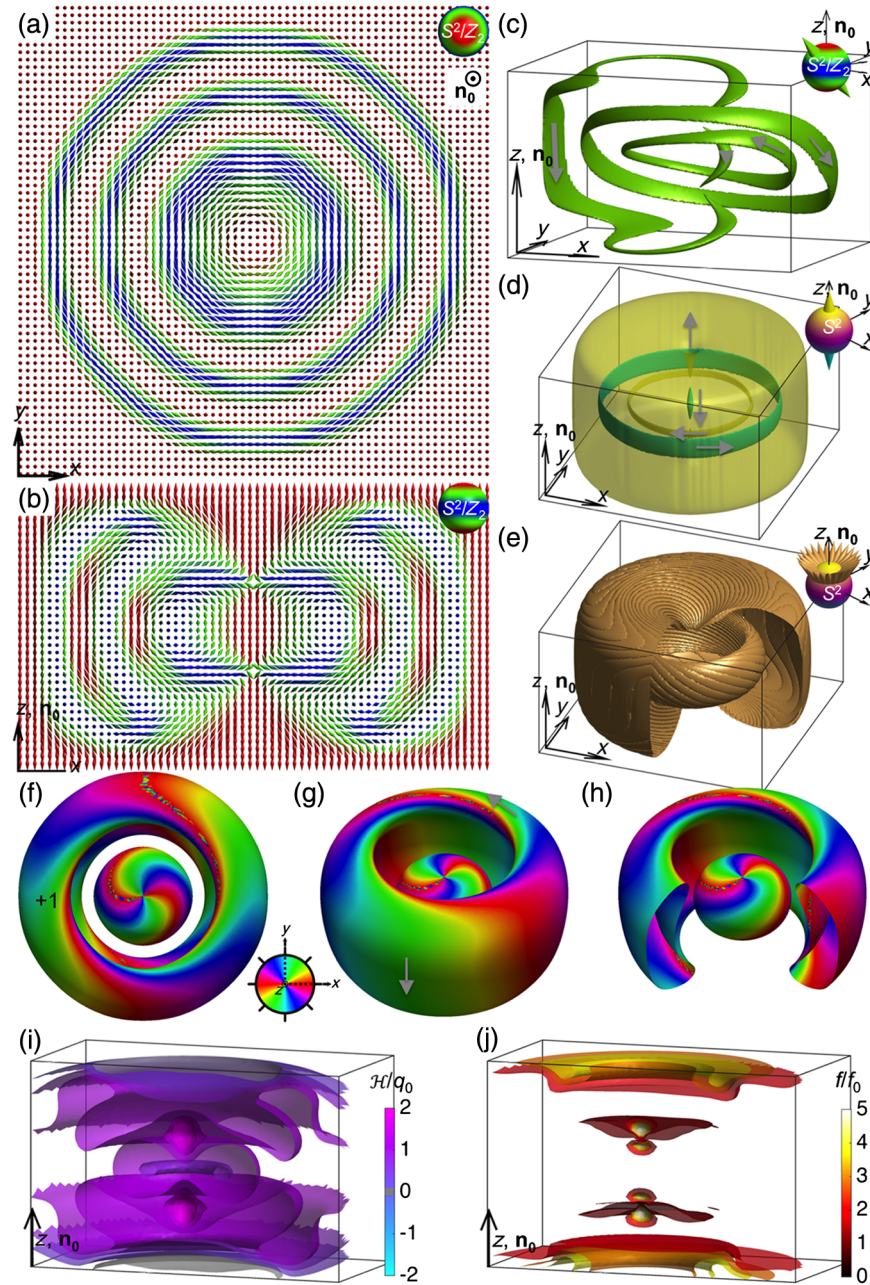 (a)
S²/Z₂
n₀
y
x
(b)
S²/Z₂
z, n₀
x
(c)
z, n₀
y
S²/Z₂
x
z, n₀
y
x
(d)
z n₀
y
S²
x
z, n₀
y
x
(e)
z n₀
y
S²
x
z, n₀
y
x
(f)
+1
y
z
x
(g)
(h)
(i)
ℋ/q₀
2
1
0
-1
-2
z, n₀
(j)
f/f₀
5
4
3
2
1
0
z, n₀